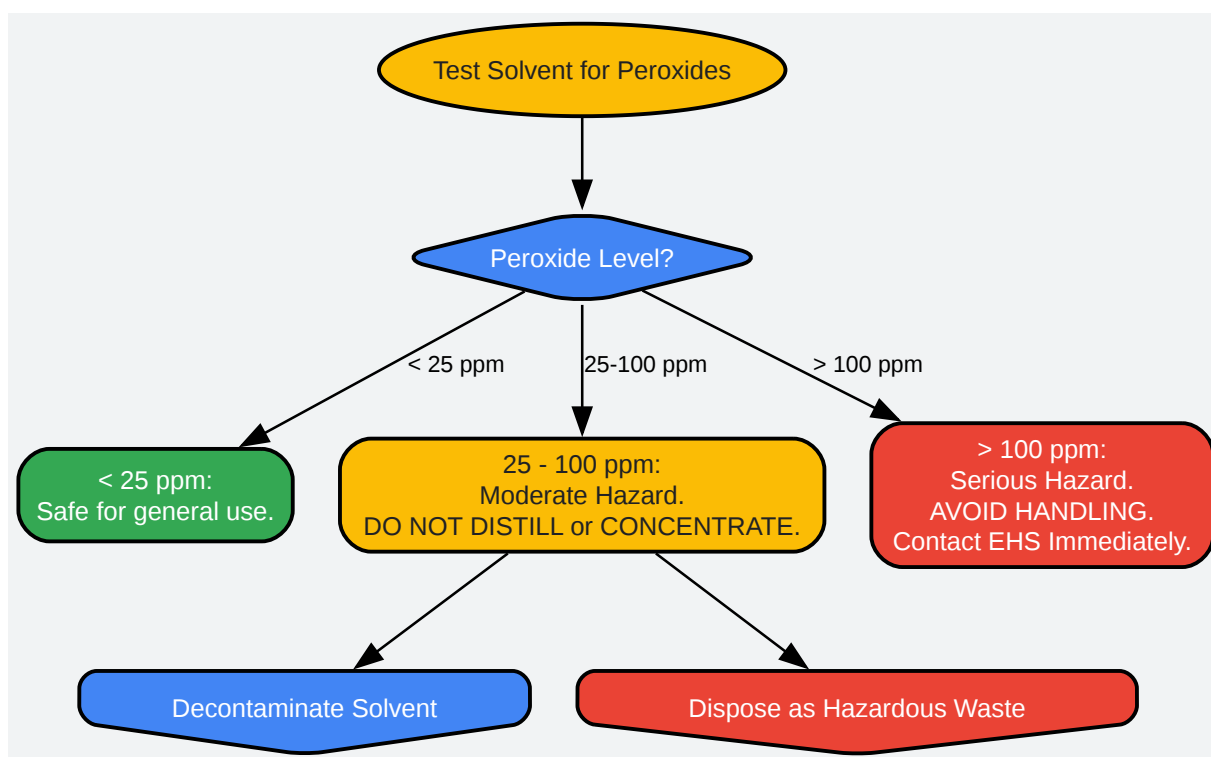 Test Solvent for Peroxides
Peroxide Level?
< 25 ppm
25-100 ppm
> 100 ppm
< 25 ppm:
Safe for general use.
25 - 100 ppm:
Moderate Hazard.
DO NOT DISTILL or CONCENTRATE.
> 100 ppm:
Serious Hazard.
AVOID HANDLING.
Contact EHS Immediately.
Decontaminate Solvent
Dispose as Hazardous Waste